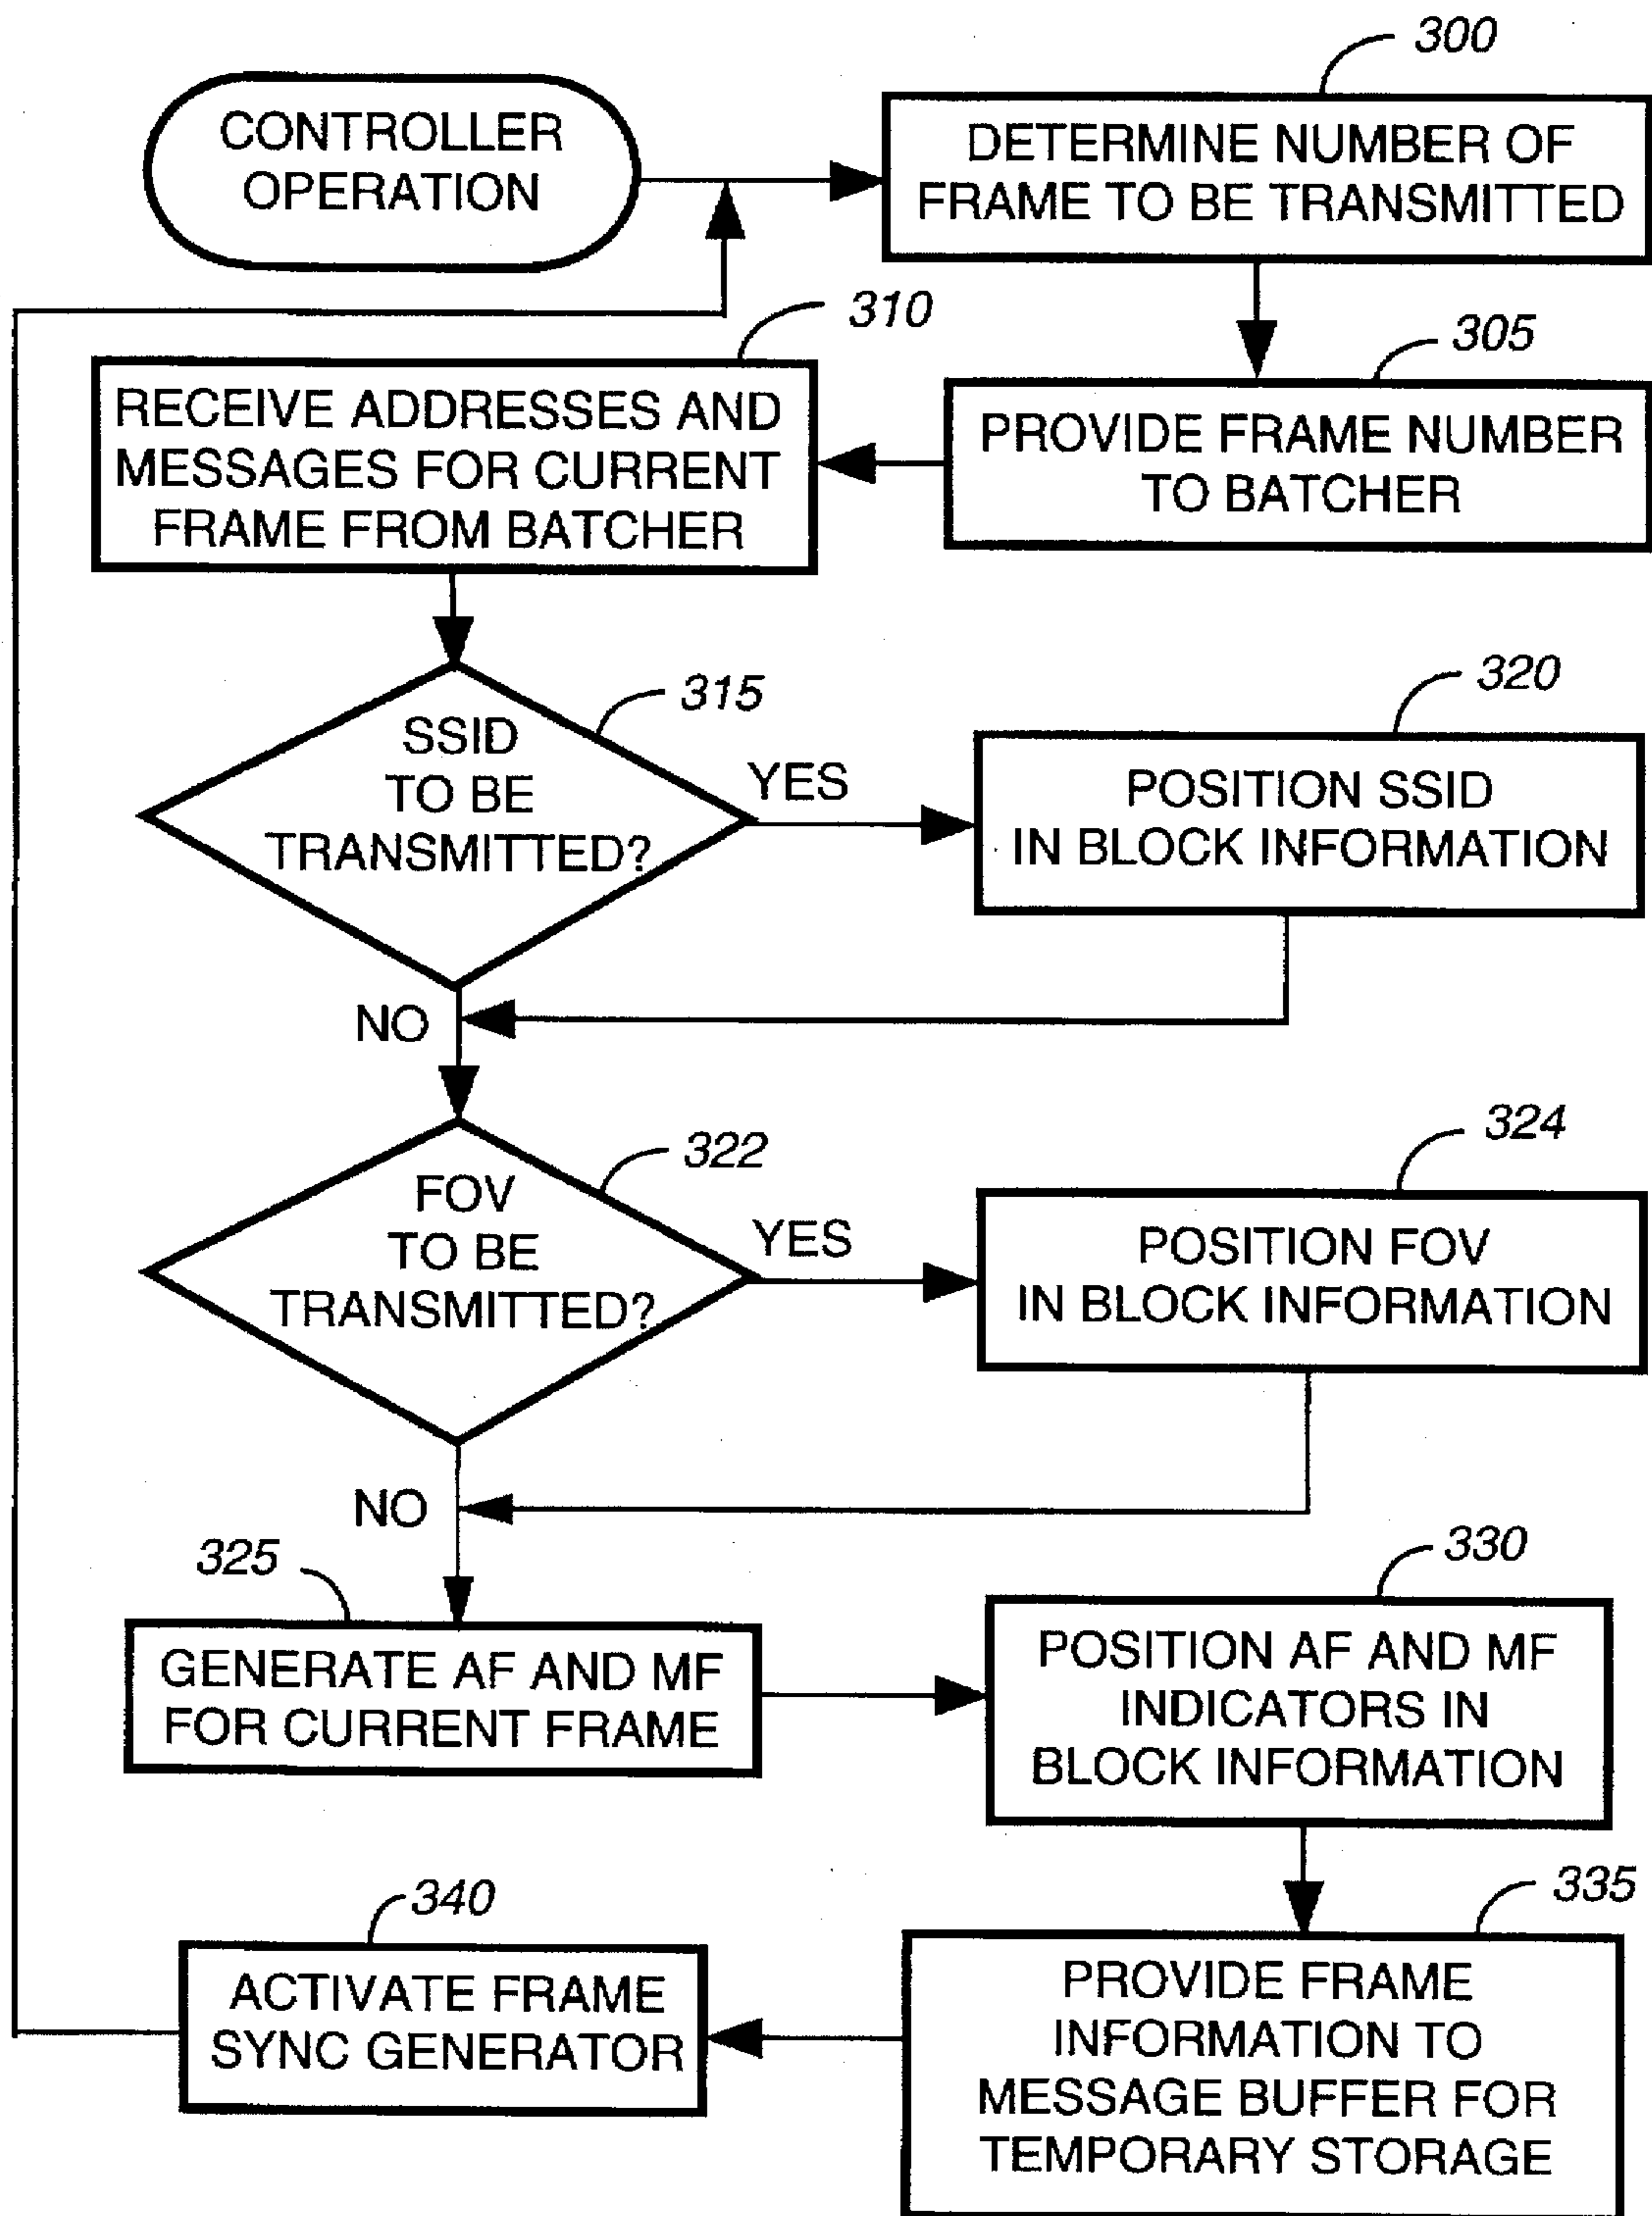 CONTROLLER
OPERATION
300
DETERMINE NUMBER OF
FRAME TO BE TRANSMITTED
305
PROVIDE FRAME NUMBER
TO BATCHER
310
RECEIVE ADDRESSES AND
MESSAGES FOR CURRENT
FRAME FROM BATCHER
315
SSID
TO BE
TRANSMITTED?
YES
320
POSITION SSID
IN BLOCK INFORMATION
NO
322
FOV
TO BE
TRANSMITTED?
YES
324
POSITION FOV
IN BLOCK INFORMATION
NO
325
GENERATE AF AND MF
FOR CURRENT FRAME
330
POSITION AF AND MF
INDICATORS IN
BLOCK INFORMATION
335
PROVIDE FRAME
INFORMATION TO
MESSAGE BUFFER FOR
TEMPORARY STORAGE
340
ACTIVATE FRAME
SYNC GENERATOR